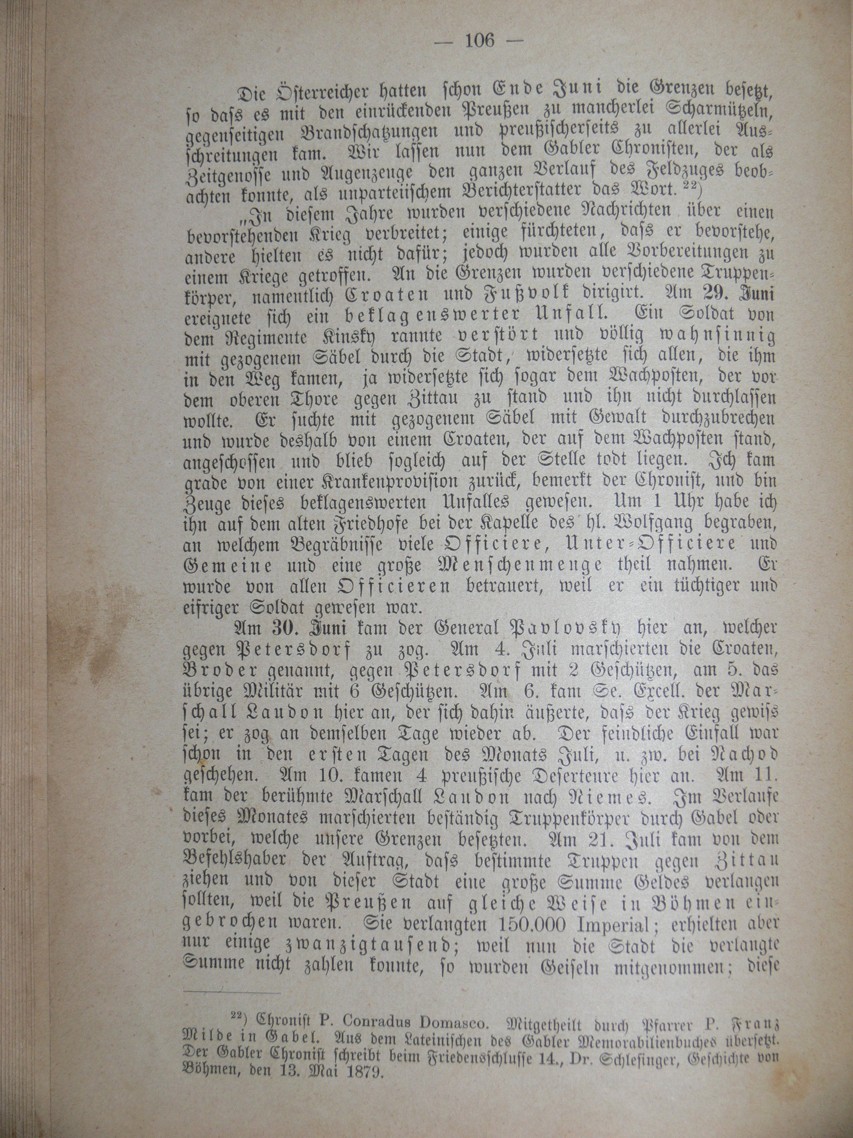 — 106 —
Die Österreicher hatten schon Ende Juni die Grenzen besetzt,
so dass es mit den einrückenden Preußen zu mancherlei Scharmützeln,
gegenseitigen Brandschatzungen und preußischerseits zu allerlei Aus-
schreitungen kam. Wir lassen nun dem Gabler Chronisten, der als
Zeitgenosse und Augenzeuge den ganzen Verlauf des Feldzuges beob-
achten konnte, als unparteiischem Berichterstatter das Wort. 22)
„In diesem Jahre wurden verschiedene Nachrichten über einen
bevorstehenden Krieg verbreitet; einige fürchteten, dass er bevorstehe,
andere hielten es nicht dafür; jedoch wurden alle Vorbereitungen zu
einem Kriege getroffen. An die Grenzen wurden verschiedene Truppen-
körper, namentlich Croaten und Fußvolk dirigirt. Am 29. Juni
ereignete sich ein beklagenswerter Unfall. Ein Soldat von
dem Regimente Kinsky rannte verstört und völlig wahnsinnig
mit gezogenem Säbel durch die Stadt, widersetzte sich allen, die ihm
in den Weg kamen, ja widersetzte sich sogar dem Wachposten, der vor
dem oberen Thore gegen Zittau zu stand und ihn nicht durchlassen
wollte. Er suchte mit gezogenem Säbel mit Gewalt durchzubrechen
und wurde deshalb von einem Croaten, der auf dem Wachposten stand,
angeschossen und blieb sogleich auf der Stelle todt liegen. Ich kam
grade von einer Krankenprovision zurück, bemerkt der Chronist, und bin
Zeuge dieses beklagenswerten Unfalles gewesen. Um 1 Uhr habe ich
ihn auf dem alten Friedhofe bei der Kapelle des hl. Wolfgang begraben,
an welchem Begräbnisse viele Officiere, Unter-Officiere und
Gemeine und eine große Menschenmenge theil nahmen. Er
wurde von allen Officieren betrauert, weil er ein tüchtiger und
eifriger Soldat gewesen war.
Am 30. Juni kam der General Pavlovsky hier an, welcher
gegen Petersdorf zu zog. Am 4. Juli marschierten die Croaten,
Brober genannt, gegen Petersdorf mit 2 Geschützen, am 5. das
übrige Militär mit 6 Geschützen. Am 6. kam Se. Excell. der Mar-
schall Laudon hier an, der sich dahin äußerte, dass der Krieg gewiss
sei; er zog an demselben Tage wieder ab. Der feindliche Einfall war
schon in den ersten Tagen des Monats Juli, u. zw. bei Nachod
geschehen. Am 10. kamen 4 preußische Deserteure hier an. Am 11.
kam der berühmte Marschall Laudon nach Niemes. Im Verlaufe
dieses Monates marschierten beständig Truppenkörper durch Gabel oder
vorbei, welche unsere Grenzen besetzten. Am 21. Juli kam von dem
Befehlshaber der Auftrag, dass bestimmte Truppen gegen Zittau
ziehen und von dieser Stadt eine große Summe Geldes verlangen
sollten, weil die Preußen auf gleiche Weise in Böhmen ein-
gebrochen waren. Sie verlangten 150.000 Imperial; erhielten aber
nur einige zwanzigtausend; weil nun die Stadt die verlangte
Summe nicht zahlen konnte, so wurden Geiseln mitgenommen; diese
22) Chronist P. Conradus Domasco. Mitgetheilt durch Pfarrer P. Franz
Milde in Gabel. Aus dem Lateinischen des Gabler Memorabilienbuches übersetzt.
Der Gabler Chronist schreibt beim Friedensschlusse 14., Dr. Schlesinger, Geschichte von
Böhmen, den 13. Mai 1879.